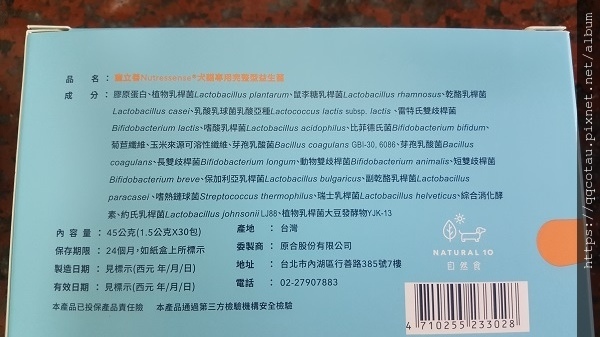 品 名：寵立醫Nutressense®犬貓專用完整型益生菌
成 分：膠原蛋白、植物乳桿菌Lactobacillus plantarum、鼠李糖乳桿菌Lactobacillus rhamnosus、乾酪乳桿菌
Lactobacillus casei、乳酸乳球菌乳酸亞種Lactococcus lactis subsp. lactis、雷特氏雙歧桿菌
Bifidobacterium lactis、嗜酸乳桿菌Lactobacillus acidophilus、比菲德氏菌Bifidobacterium bifidum、
菊苣纖維、玉米來源可溶性纖維、芽孢乳酸菌Bacillus coagulans GBI-30, 6086、芽孢乳酸菌Bacillus
coagulans、長雙歧桿菌Bifidobacterium longum、動物雙歧桿菌Bifidobacterium animalis、短雙歧桿菌
Bifidobacterium breve、保加利亞乳桿菌Lactobacillus bulgaricus、副乾酪乳桿菌Lactobacillus
paracasei、嗜熱鏈球菌Streptococcus thermophilus、瑞士乳桿菌Lactobacillus helveticus、綜合消化酵
素、約氏乳桿菌Lactobacillus johnsonii LJ88、植物乳桿菌大豆發酵物YJK-13
內 容 量：45公克(1.5公克X30包)
保存期限：24個月，如紙盒上所標示
製造日期：見標示(西元 年/月/日)
有效日期：見標示(西元 年/月/日)
產地：台灣
委製商：原合股份有限公司
地址：台北市內湖區行善路385號7樓
電話：02-27907883
本產品已投保產品責任險 本產品通過第三方檢驗機構安全檢驗
NATURAL 10
自然食
4 710255 233028
https://qqcotau.pixnet.net/album